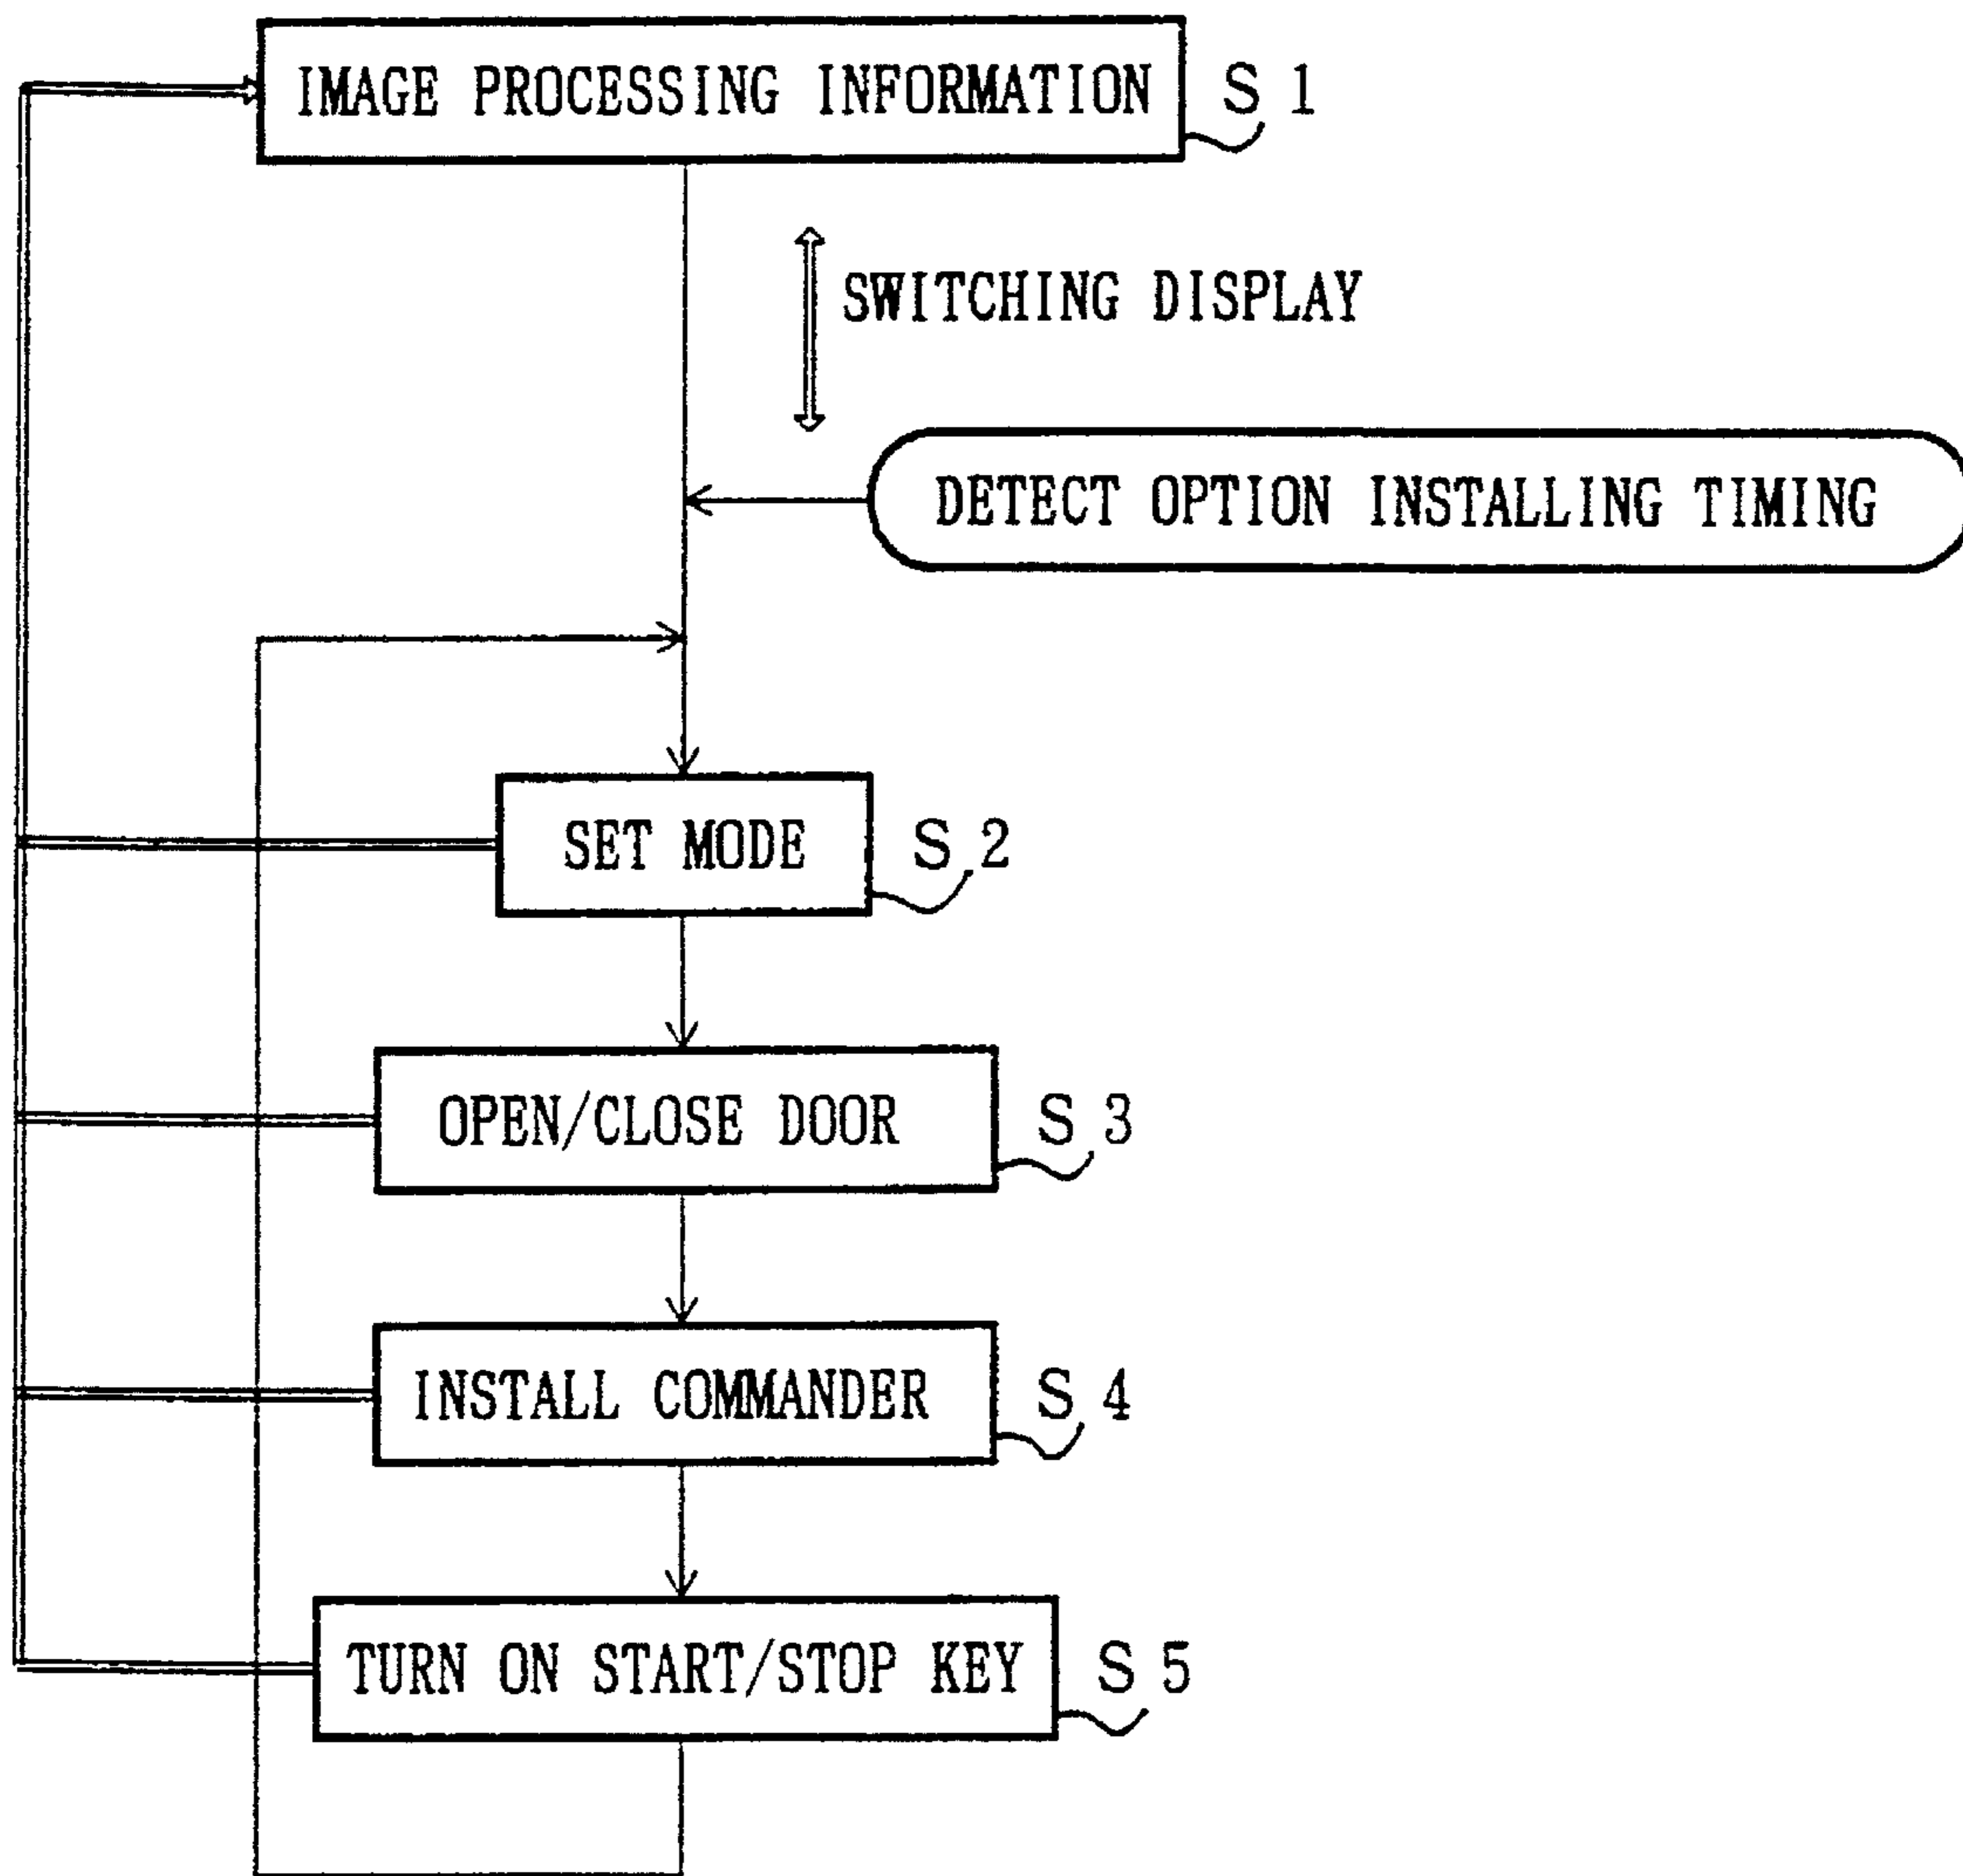 IMAGE PROCESSING INFORMATION
S 1
SWITCHING DISPLAY
DETECT OPTION INSTALLING TIMING
SET MODE
S 2
OPEN/CLOSE DOOR
S 3
INSTALL COMMANDER
S 4
TURN ON START/STOP KEY
S 5